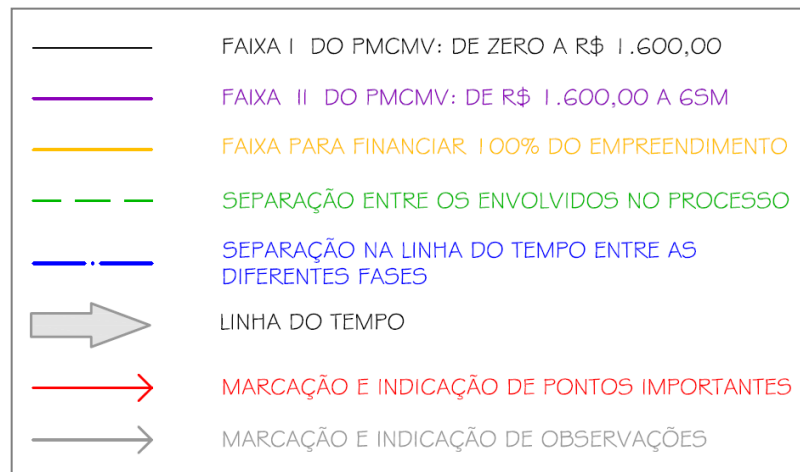 FAIXA I DO PMCMV: DE ZERO A R$ 1.600,00
FAIXA II DO PMCMV: DE R$ 1.600,00 A 6SM
FAIXA PARA FINANCIAR 100% DO EMPREENDIMENTO
SEPARAÇÃO ENTRE OS ENVOLVIDOS NO PROCESSO
SEPARAÇÃO NA LINHA DO TEMPO ENTRE AS
DIFERENTES FASES
LINHA DO TEMPO
MARCAÇÃO E INDICAÇÃO DE PONTOS IMPORTANTES
MARCAÇÃO E INDICAÇÃO DE OBSERVAÇÕES